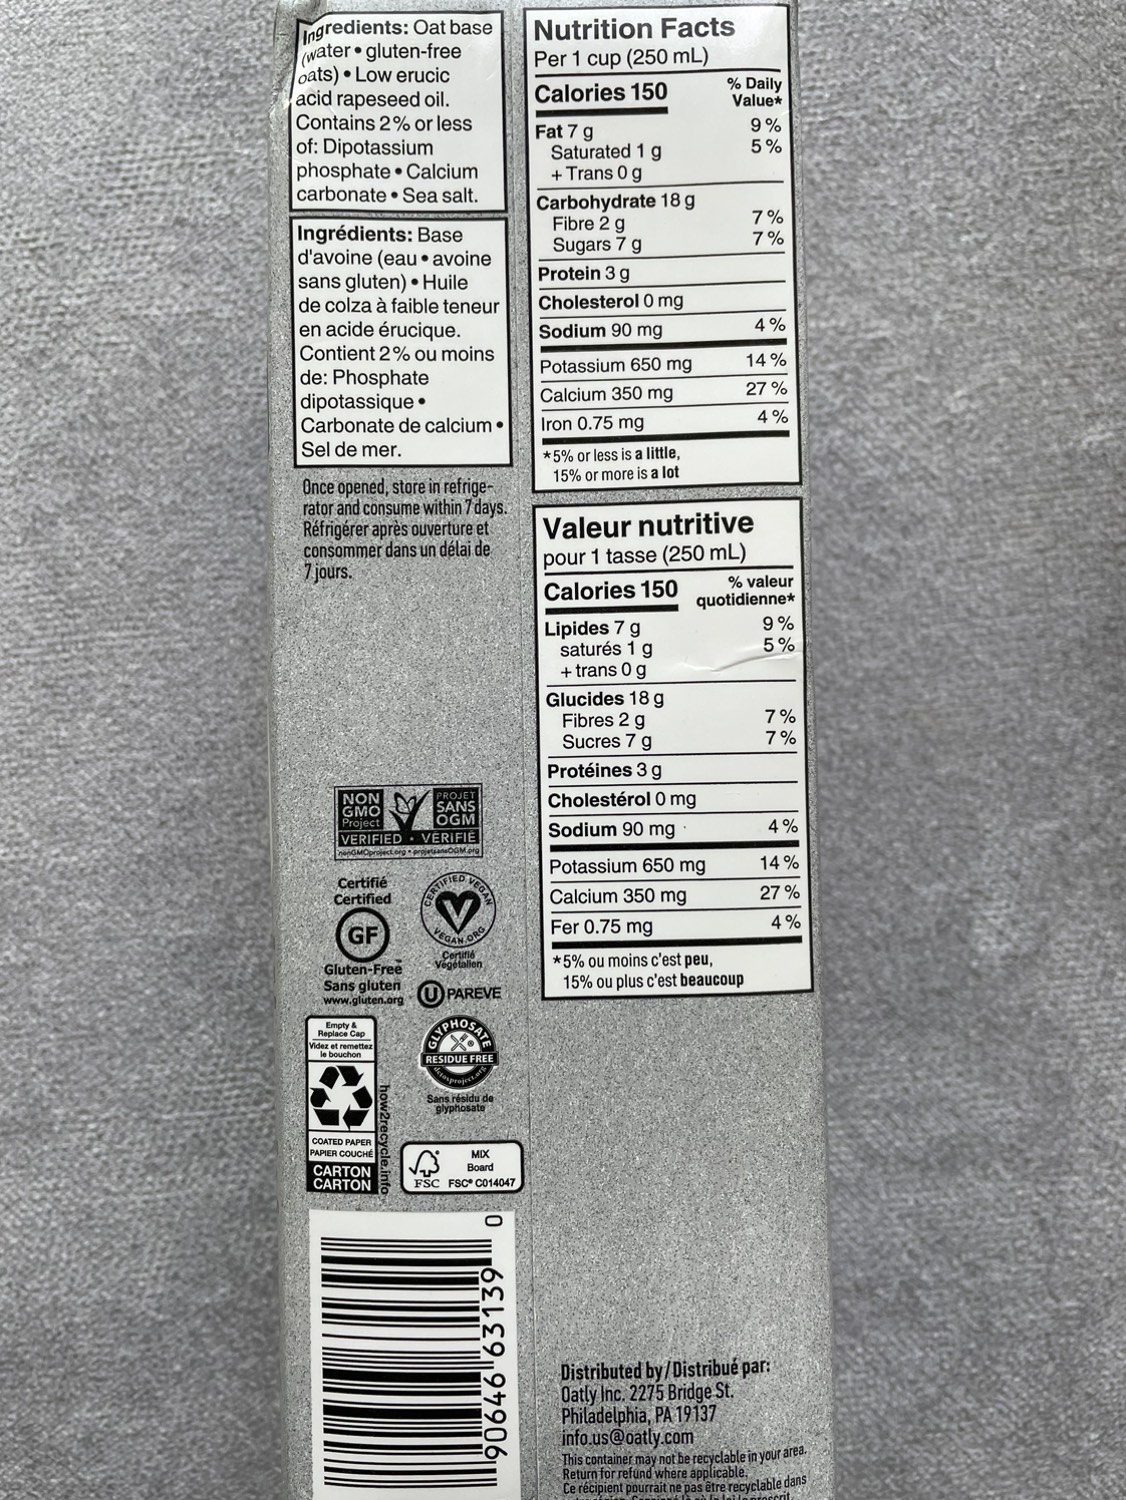 Ingredients: Oat base
(water • gluten-free
oats) • Low erucic
acid rapeseed oil.
Contains 2% or less
of: Dipotassium
phosphate • Calcium
carbonate • Sea salt.
Ingrédients: Base
d'avoine (eau • avoine
sans gluten) • Huile
de colza à faible teneur
en acide érucique.
Contient 2% ou moins
de: Phosphate
dipotassique •
Carbonate de calcium •
Sel de mer.
Once opened, store in refrige-
rator and consume within 7 days.
Réfrigérer après ouverture et
consommer dans un délai de
7 jours.
NON
GMO
Project
PROJET
SANS
OGM
VERIFIED • VÉRIFIÉ
nonGMOproject.org • projetsansOGM.org
Certifié
Certified
GF
Gluten-Free
Sans gluten
www.gluten.org
CERTIFIED VEGAN
VEGAN.ORG
Certifié
Végétalien
U PAREVE
GLYPHOSATE
RESIDUE FREE
detoxproject.org
Sans résidu de
glyphosate
Empty &
Replace Cap
Videz et remettez
le bouchon
COATED PAPER
PAPIER COUCHÉ
CARTON
CARTON
how2recycle.info
FSC
MIX
Board
FSC® C014047
90646 63139 0
Nutrition Facts
Per 1 cup (250 mL)
Calories 150 % Daily
Value*
Fat 7 g 9 %
Saturated 1 g 5 %
+ Trans 0 g
Carbohydrate 18 g
Fibre 2 g 7 %
Sugars 7 g 7 %
Protein 3 g
Cholesterol 0 mg
Sodium 90 mg 4 %
Potassium 650 mg 14 %
Calcium 350 mg 27 %
Iron 0.75 mg 4 %
*5% or less is a little,
15% or more is a lot
Valeur nutritive
pour 1 tasse (250 mL)
Calories 150 % valeur
quotidienne*
Lipides 7 g 9 %
saturés 1 g 5 %
+ trans 0 g
Glucides 18 g
Fibres 2 g 7 %
Sucres 7 g 7 %
Protéines 3 g
Cholestérol 0 mg
Sodium 90 mg 4 %
Potassium 650 mg 14 %
Calcium 350 mg 27 %
Fer 0.75 mg 4 %
*5% ou moins c'est peu,
15% ou plus c'est beaucoup
Distributed by/Distribué par:
Oatly Inc. 2275 Bridge St.
Philadelphia, PA 19137
info.us@oatly.com
This container may not be recyclable in your area.
Return for refund where applicable.
Ce récipient pourrait ne pas être recyclable dans